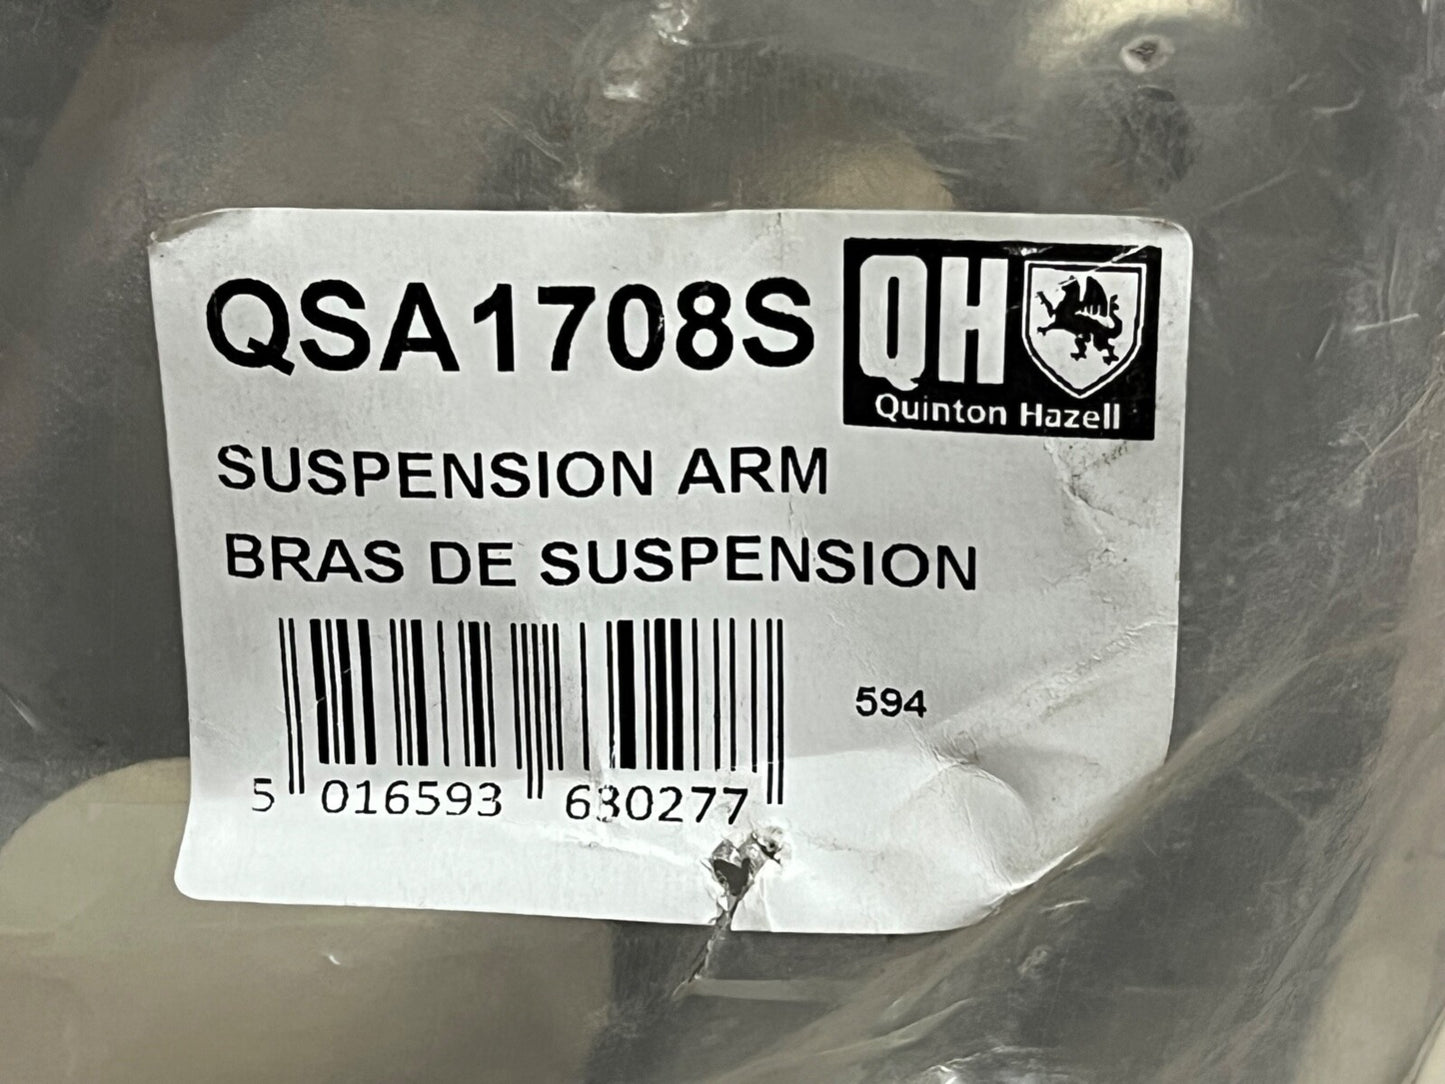 QSA1708S
QH
Quinton Hazell
SUSPENSION ARM
BRAS DE SUSPENSION
594
5 016593 630277